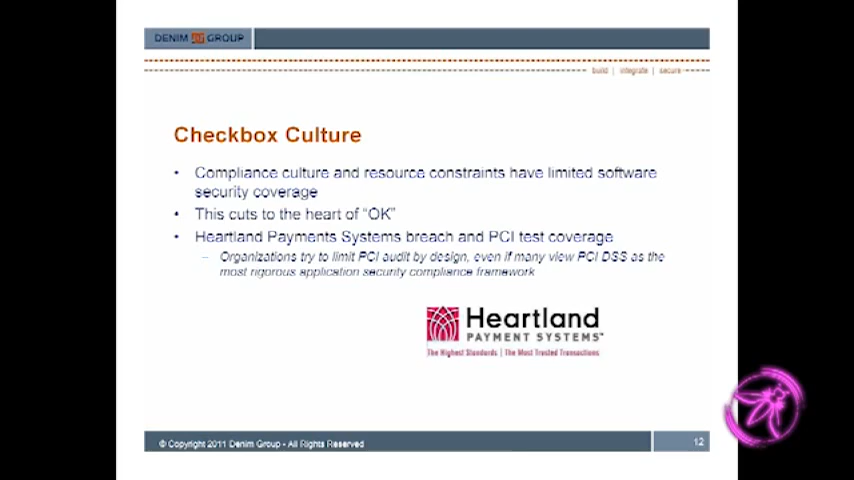 DENIM GROUP
build | integrate | secure
Checkbox Culture
• Compliance culture and resource constraints have limited software
security coverage
• This cuts to the heart of “OK”
• Heartland Payments Systems breach and PCI test coverage
– Organizations try to limit PCI audit by design, even if many view PCI DSS as the
most rigorous application security compliance framework
Heartland
PAYMENT SYSTEMS™
The Highest Standards | The Most Trusted Transactions
© Copyright 2011 Denim Group - All Rights Reserved
12